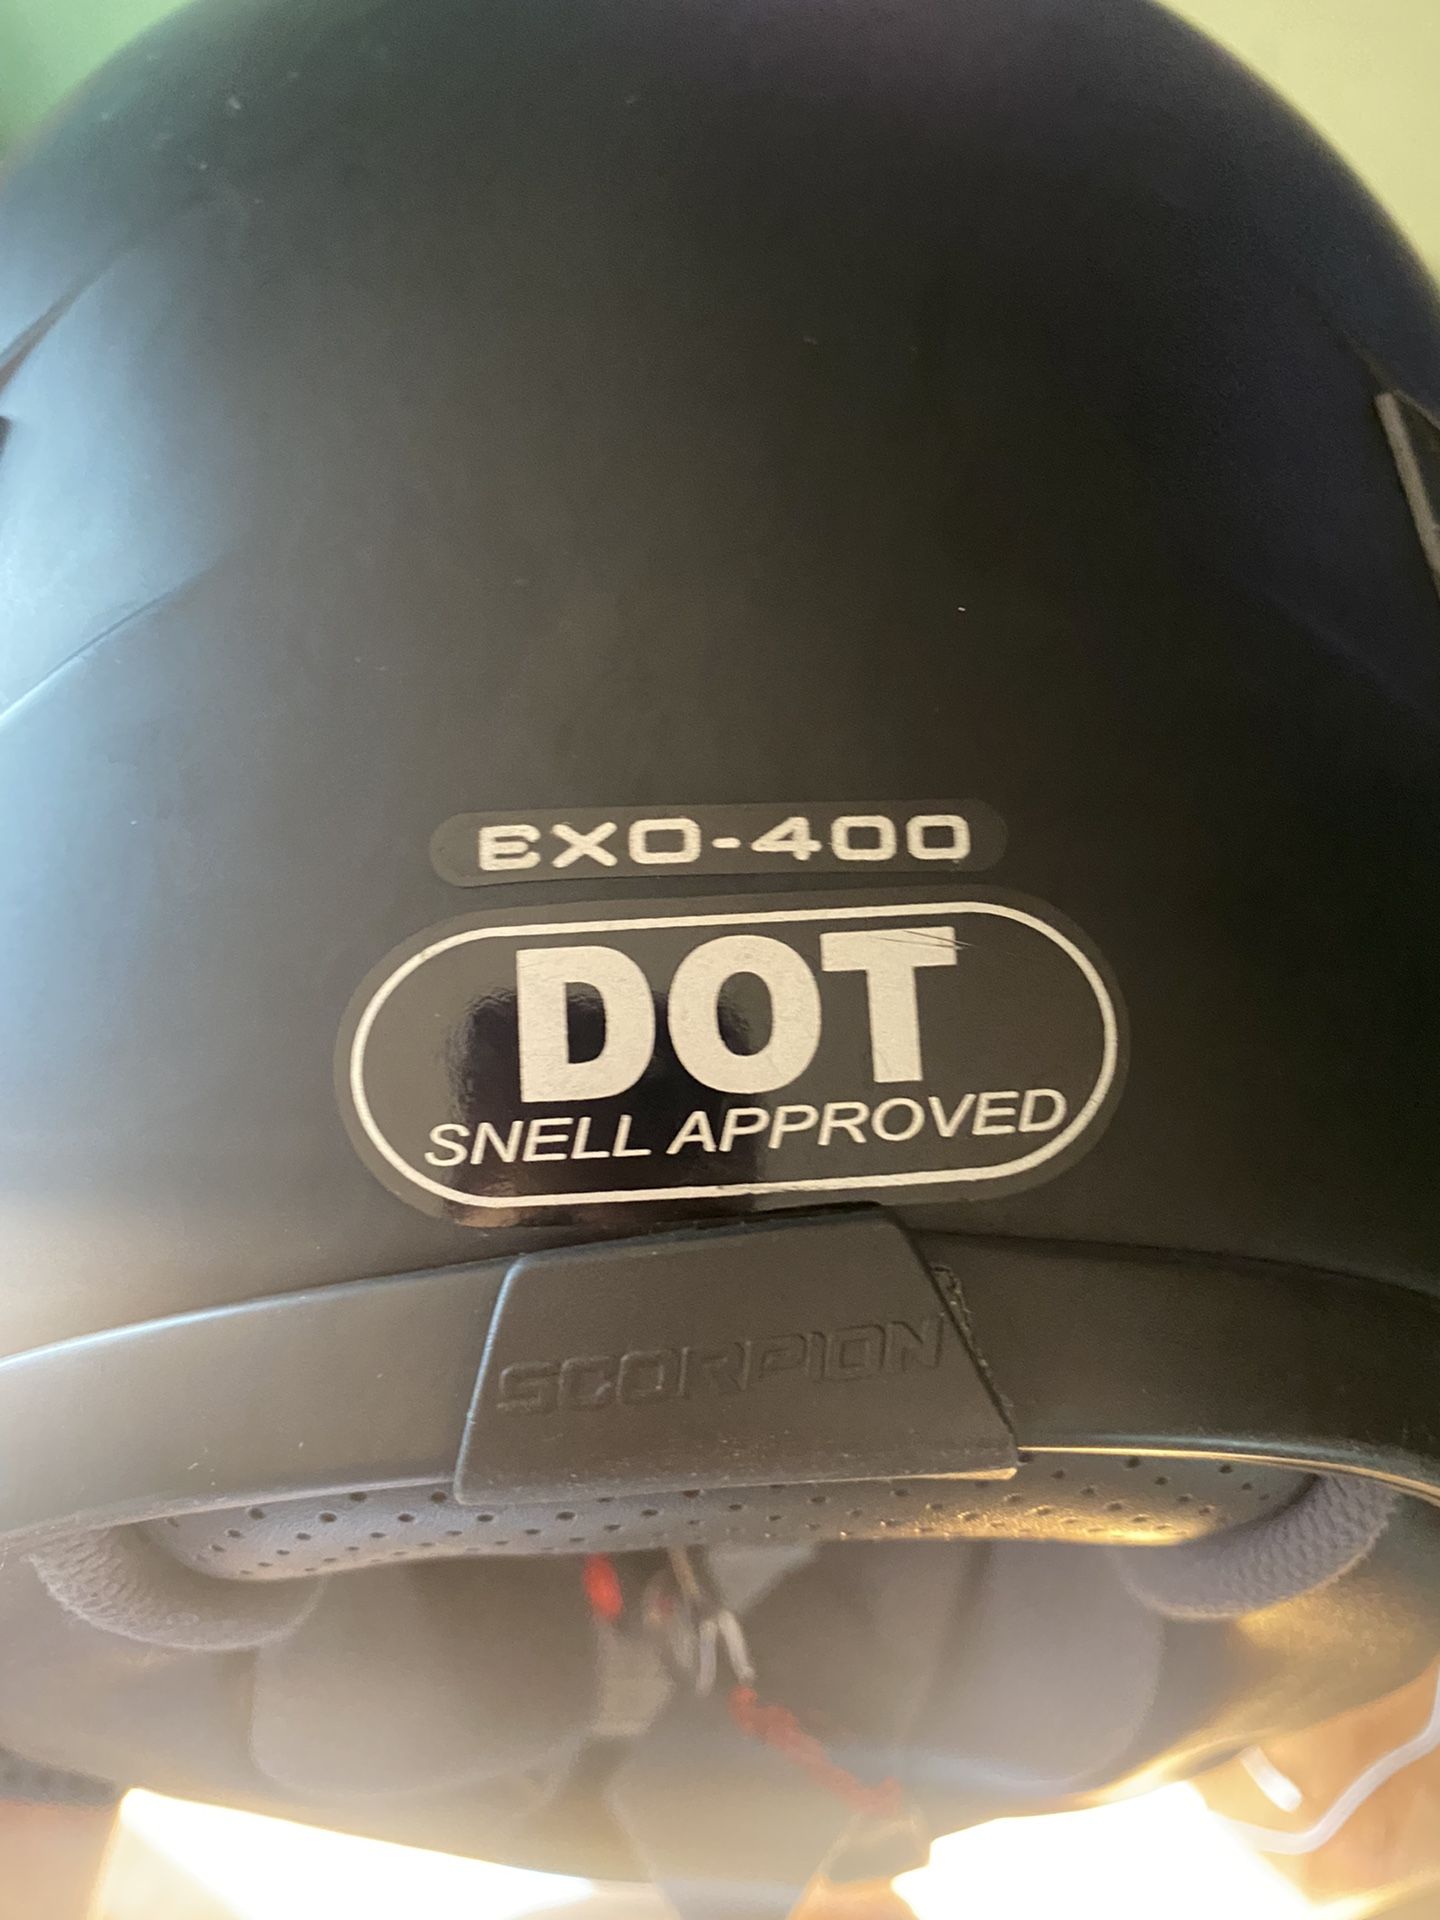 EXO-400
DOT
SNELL APPROVED
SCORPION